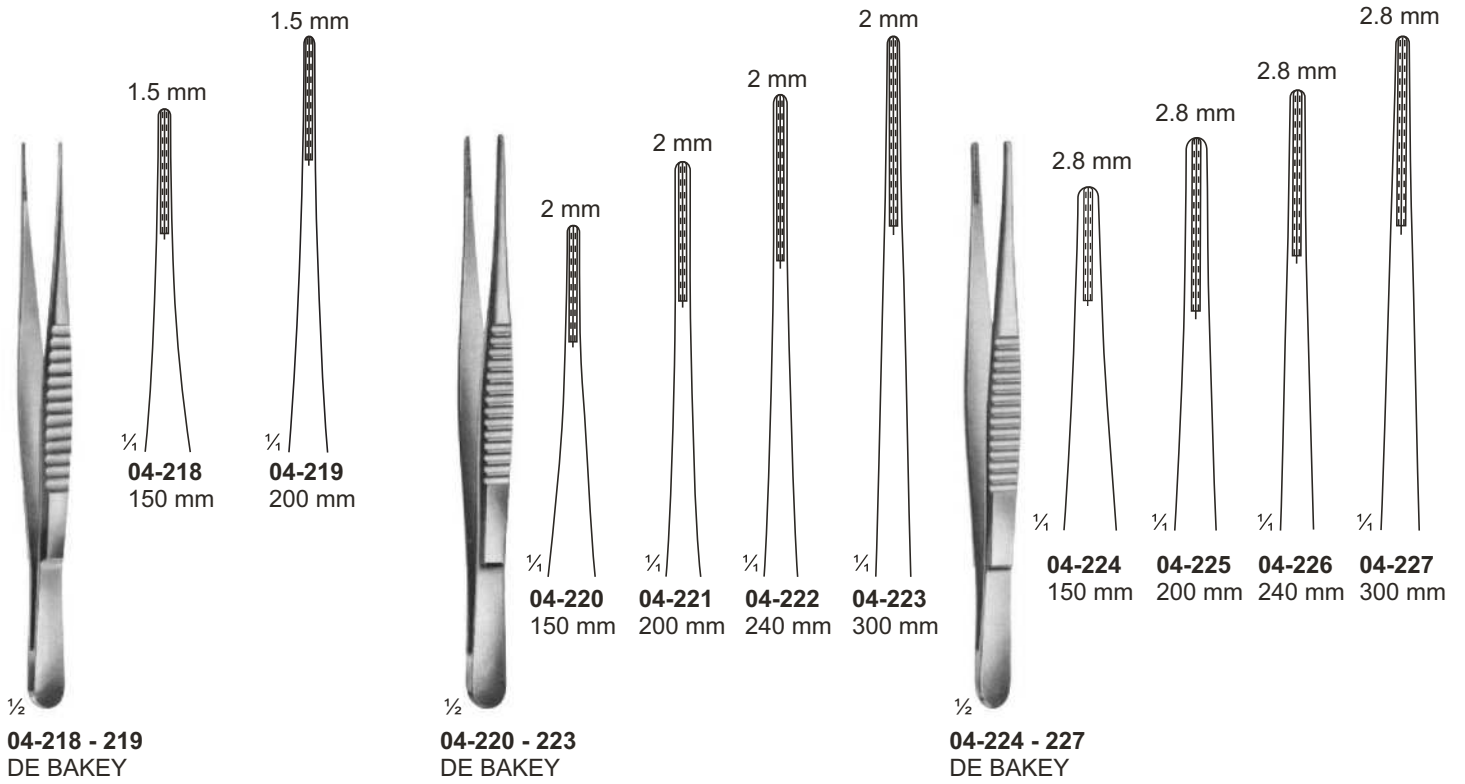 1.5 mm
1.5 mm
¹⁄₁
04-218
150 mm
¹⁄₁
04-219
200 mm
½
04-218 - 219
DE BAKEY
2 mm
2 mm
2 mm
2 mm
¹⁄₁
04-220
150 mm
¹⁄₁
04-221
200 mm
¹⁄₁
04-222
240 mm
¹⁄₁
04-223
300 mm
½
04-220 - 223
DE BAKEY
2.8 mm
2.8 mm
2.8 mm
2.8 mm
¹⁄₁
04-224
150 mm
¹⁄₁
04-225
200 mm
¹⁄₁
04-226
240 mm
¹⁄₁
04-227
300 mm
½
04-224 - 227
DE BAKEY